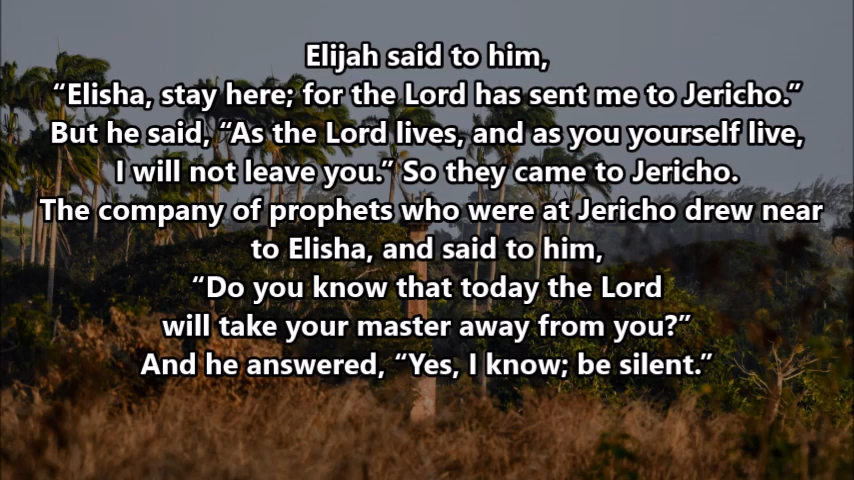 Elijah said to him,
“Elisha, stay here; for the Lord has sent me to Jericho.”
But he said, “As the Lord lives, and as you yourself live,
I will not leave you.” So they came to Jericho.
The company of prophets who were at Jericho drew near
to Elisha, and said to him,
“Do you know that today the Lord
will take your master away from you?”
And he answered, “Yes, I know; be silent.”